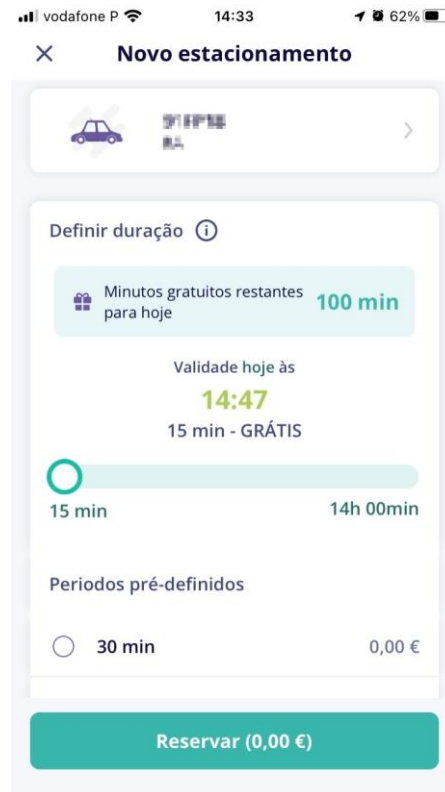 vodafone P 14:33 62%
Novo estacionamento
Definir duração
Minutos gratuitos restantes
para hoje
100 min
Validade hoje às
14:47
15 min - GRÁTIS
15 min 14h 00min
Periodos pré-definidos
30 min 0,00 €
Reservar (0,00 €)